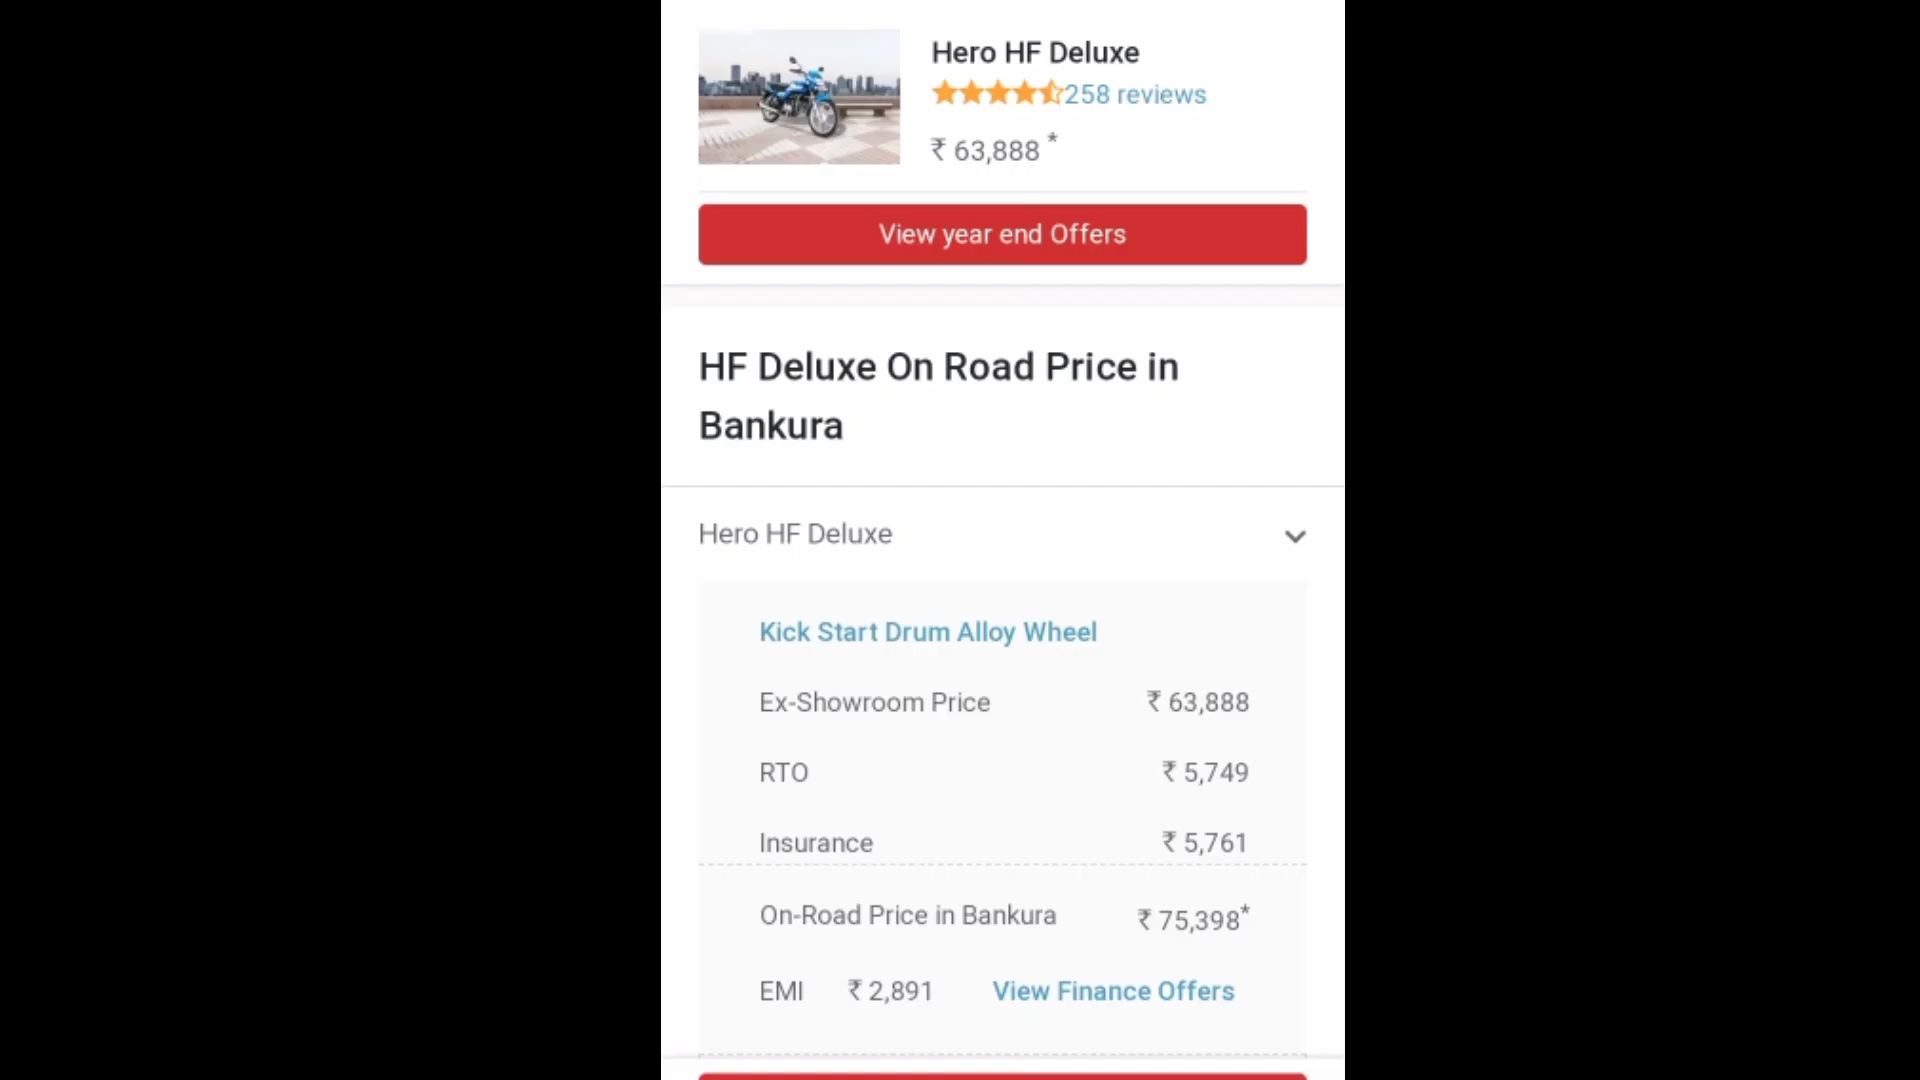 Hero HF Deluxe
258 reviews
₹ 63,888 *
View year end Offers
HF Deluxe On Road Price in
Bankura
Hero HF Deluxe
Kick Start Drum Alloy Wheel
Ex-Showroom Price ₹ 63,888
RTO ₹ 5,749
Insurance ₹ 5,761
On-Road Price in Bankura ₹ 75,398*
EMI ₹ 2,891 View Finance Offers